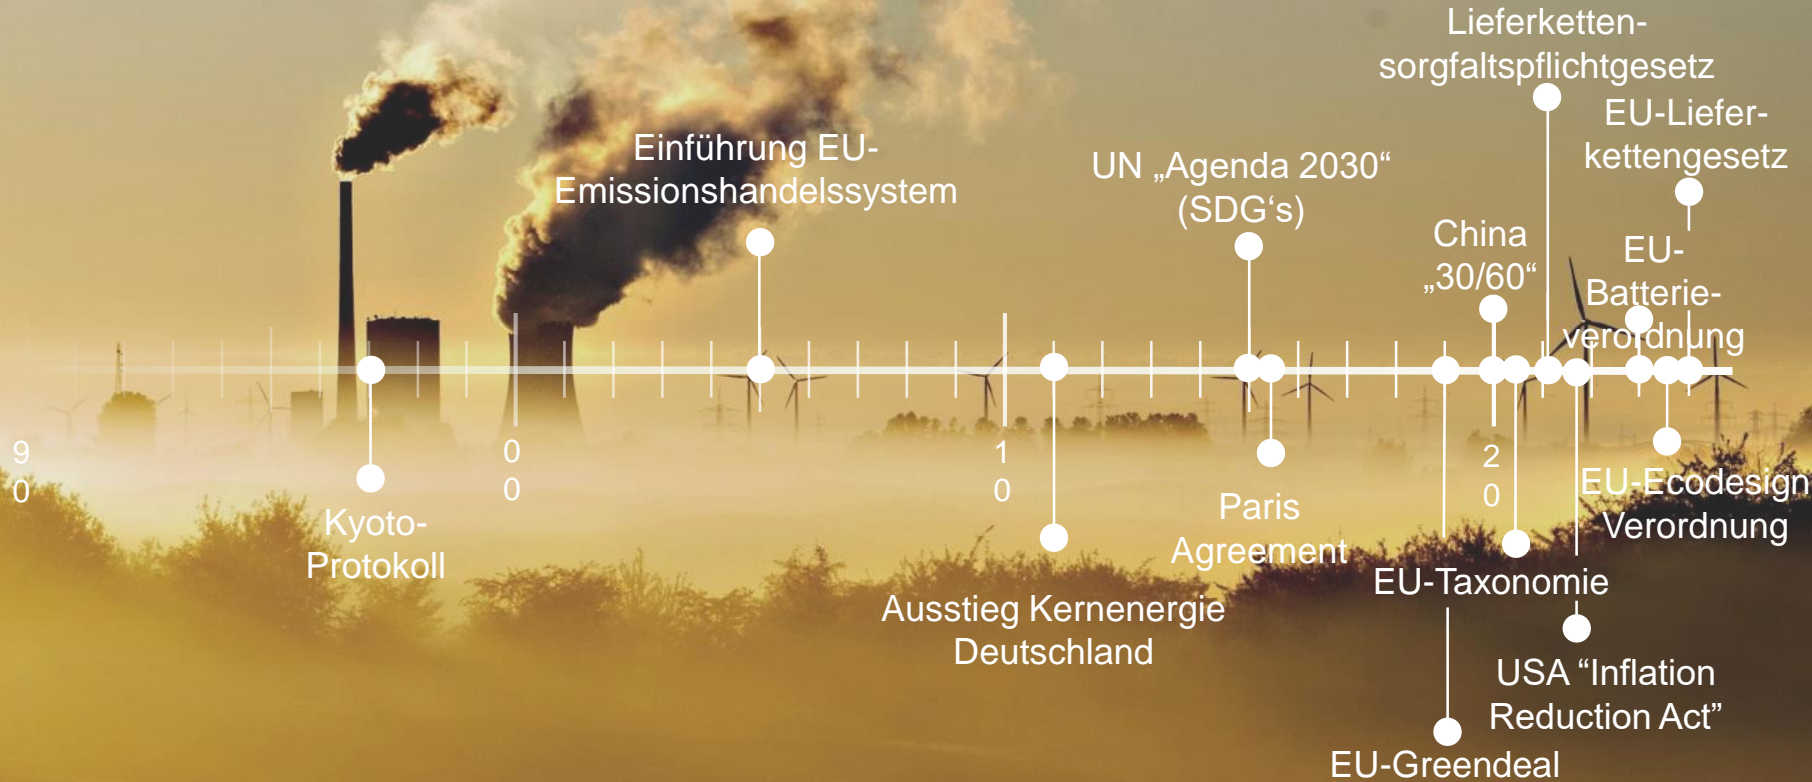 Lieferketten-
sorgfaltspflichtgesetz
EU-Liefer-
kettengesetz
Einführung EU-
Emissionshandelssystem
UN „Agenda 2030“
(SDG‘s)
China
„30/60“
EU-
Batterie-
verordnung
9
0
0
0
1
0
2
0
Kyoto-
Protokoll
Ausstieg Kernenergie
Deutschland
Paris
Agreement
EU-Ecodesign
Verordnung
EU-Taxonomie
USA “Inflation
Reduction Act”
EU-Greendeal